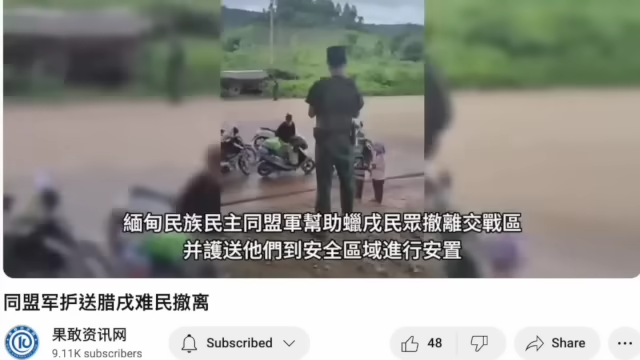 緬甸民族民主同盟軍幫助蠟戌民眾撤離交戰區
并護送他們到安全區域進行安置
同盟军护送腊戌难民撤离
果敢资讯网
9.11K subscribers
Subscribed
48
Share